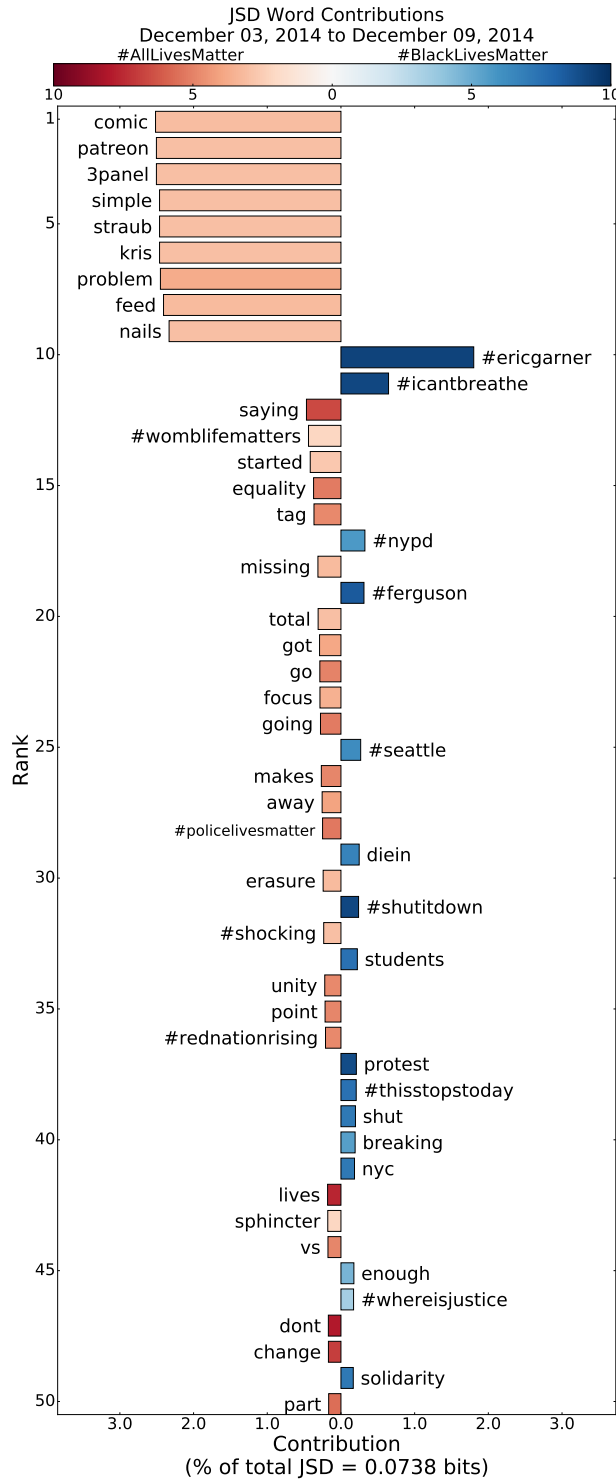 JSD Word Contributions
December 03, 2014 to December 09, 2014
#AllLivesMatter #BlackLivesMatter
10 5 0 5 10
1 comic
patreon
3panel
simple
5 straub
kris
problem
feed
nails
10 #ericgarner
#icantbreathe
saying
#womblifematters
started
15 equality
tag
#nypd
missing
#ferguson
20 total
got
go
focus
going
25 #seattle
Rank
makes
away
#policelivesmatter
diein
30 erasure
#shutitdown
#shocking
students
unity
35 point
#rednationrising
protest
#thisstopstoday
shut
40 breaking
nyc
lives
sphincter
vs
45 enough
#whereisjustice
dont
change
solidarity
50 part
3.0 2.0 1.0 0.0 1.0 2.0 3.0
Contribution
(% of total JSD = 0.0738 bits)